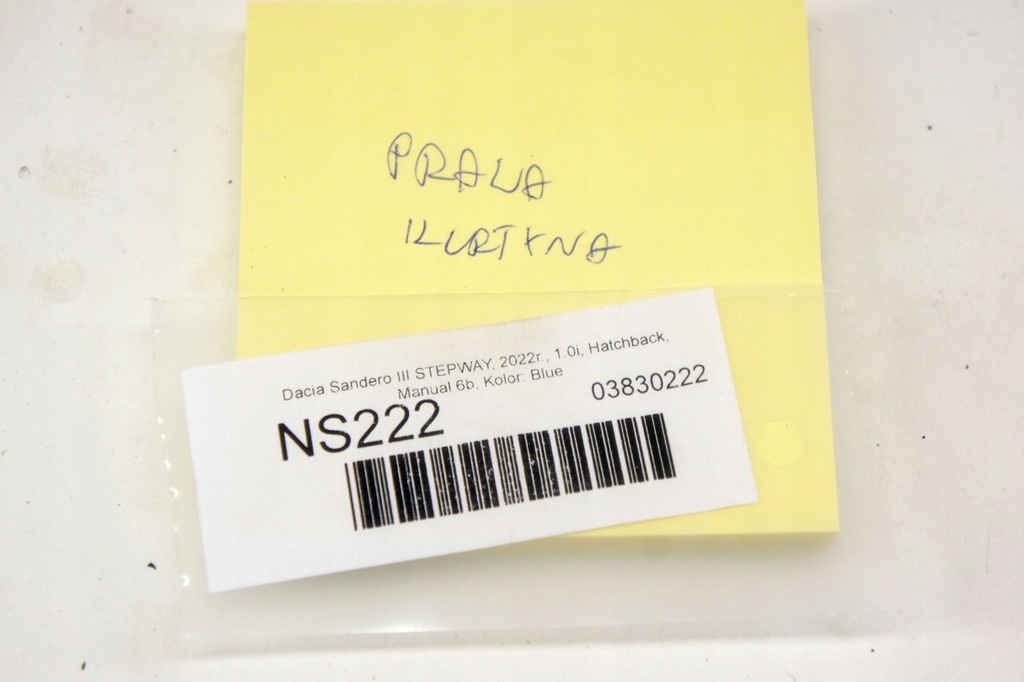 PRAWA
KURTYNA
Dacia Sandero III STEPWAY, 2022r., 1.0i, Hatchback,
Manual 6b, Kolor: Blue
NS222
03830222